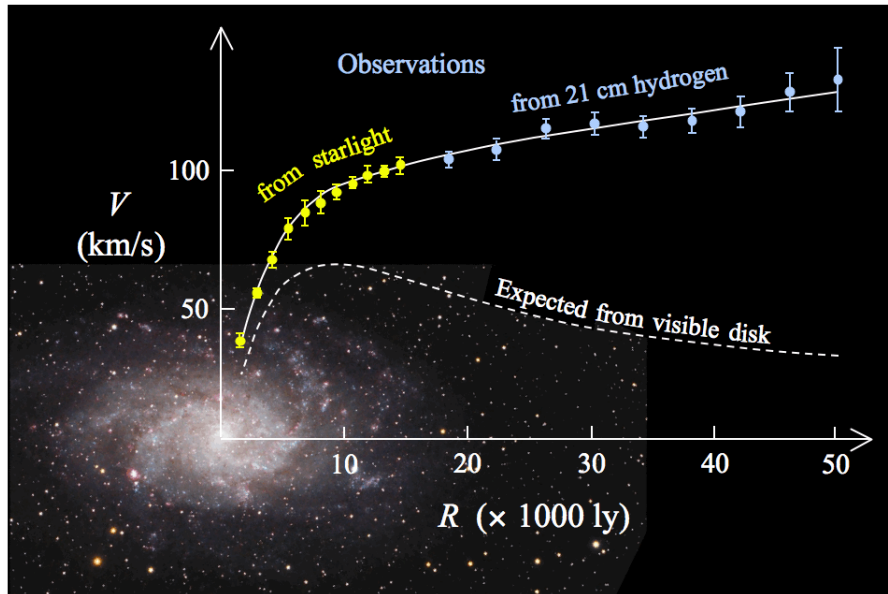 Observations
from 21 cm hydrogen
from starlight
100
V
(km/s)
50
Expected from visible disk
10
20
30
40
50
R (× 1000 ly)